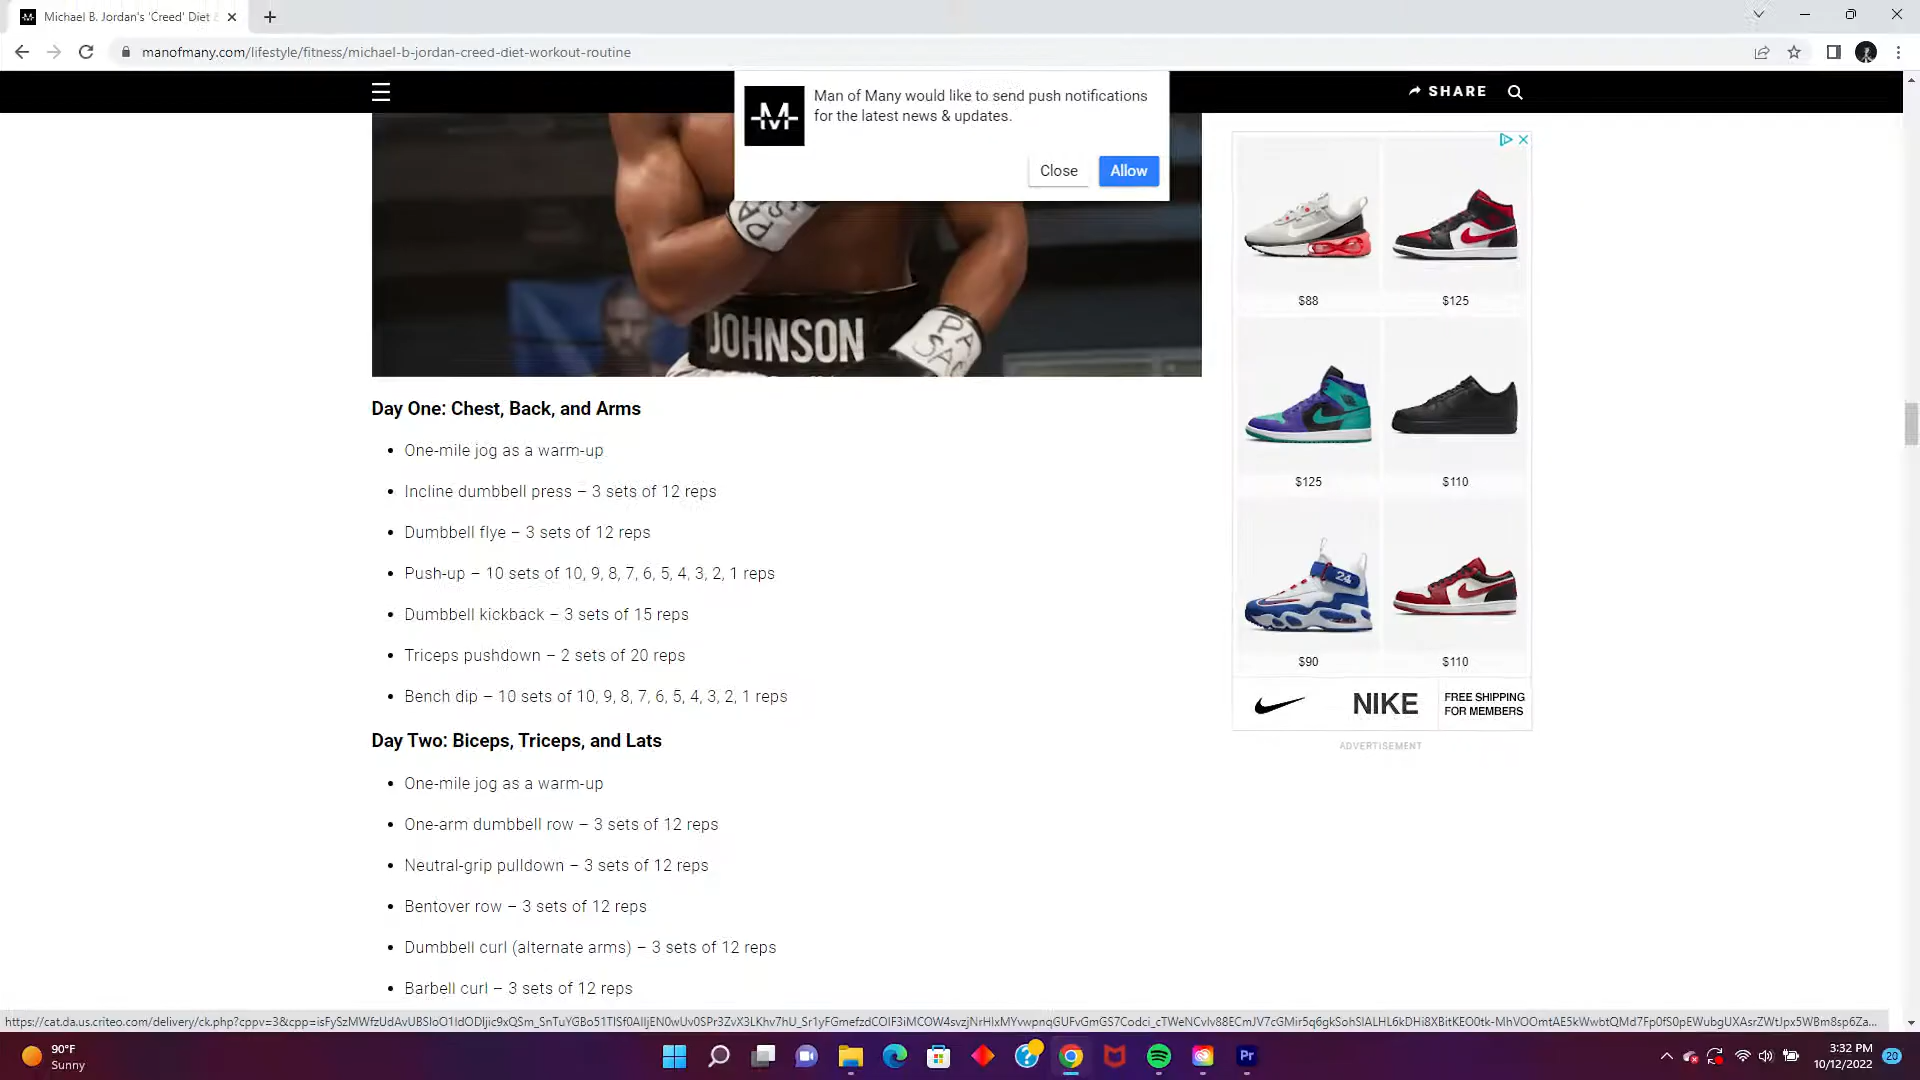 Michael B. Jordan's 'Creed' Diet
manofmany.com/lifestyle/fitness/michael-b-jordan-creed-diet-workout-routine
SHARE
Man of Many would like to send push notifications
for the latest news & updates.
Close
Allow
JOHNSON
$88
$125
$125
$110
24
$90
$110
NIKE
FREE SHIPPING
FOR MEMBERS
ADVERTISEMENT
Day One: Chest, Back, and Arms
• One-mile jog as a warm-up
• Incline dumbbell press – 3 sets of 12 reps
• Dumbbell flye – 3 sets of 12 reps
• Push-up – 10 sets of 10, 9, 8, 7, 6, 5, 4, 3, 2, 1 reps
• Dumbbell kickback – 3 sets of 15 reps
• Triceps pushdown – 2 sets of 20 reps
• Bench dip – 10 sets of 10, 9, 8, 7, 6, 5, 4, 3, 2, 1 reps
Day Two: Biceps, Triceps, and Lats
• One-mile jog as a warm-up
• One-arm dumbbell row – 3 sets of 12 reps
• Neutral-grip pulldown – 3 sets of 12 reps
• Bentover row – 3 sets of 12 reps
• Dumbbell curl (alternate arms) – 3 sets of 12 reps
• Barbell curl – 3 sets of 12 reps
90°F
Sunny
Pr
3:32 PM
10/12/2022
20